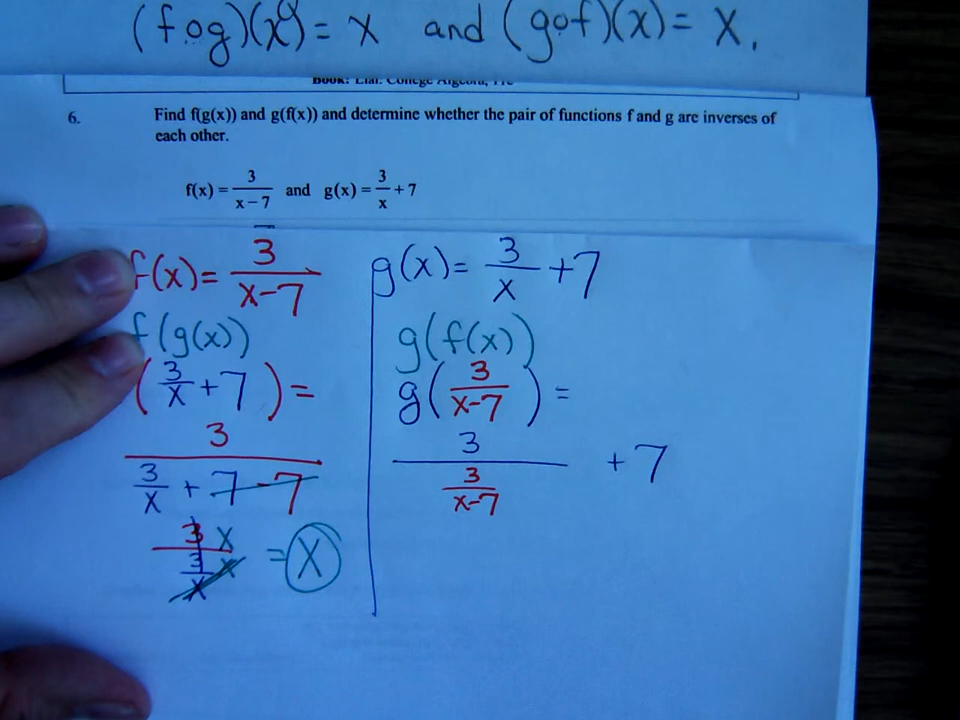 (f∘g)(x) = x and (g∘f)(x) = x.
6. Find f(g(x)) and g(f(x)) and determine whether the pair of functions f and g are inverses of
each other.
f(x) = 3/(x − 7) and g(x) = 3/x + 7
f(x) = 3/(x−7)
f(g(x))
(3/x + 7) =
3/(3/x + 7 − 7)
3x/(3/x x) = x
g(x) = 3/x + 7
g(f(x))
g(3/(x−7)) =
3/(3/(x−7)) + 7